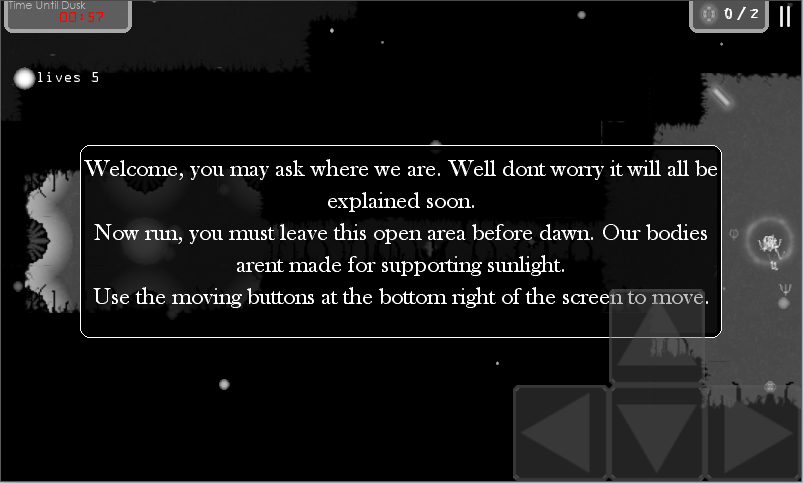 Time Until Dusk
00:57
0/2
lives 5
Welcome, you may ask where we are. Well dont worry it will all be
explained soon.
Now run, you must leave this open area before dawn. Our bodies
arent made for supporting sunlight.
Use the moving buttons at the bottom right of the screen to move.